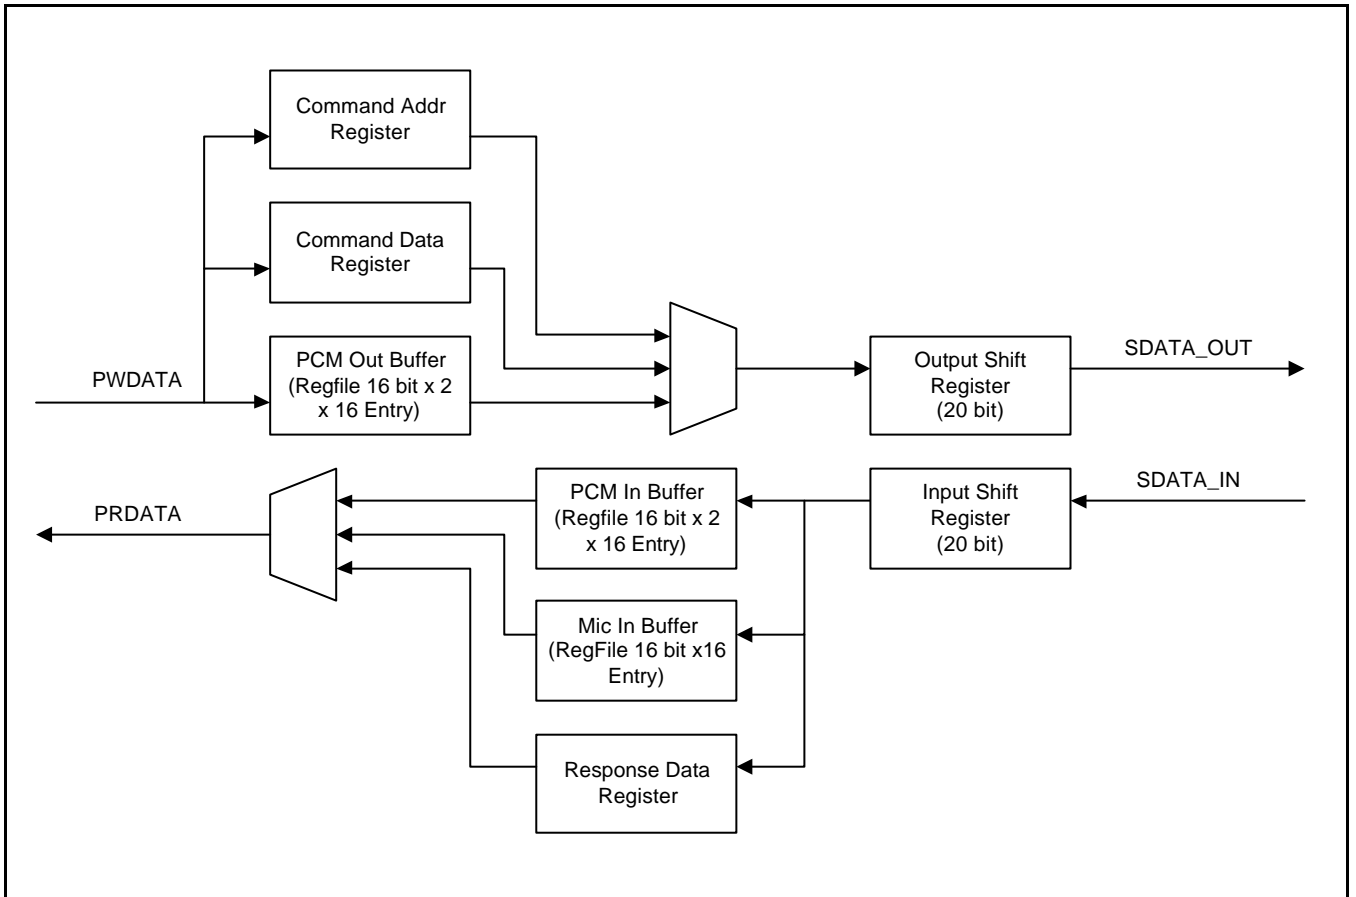 Command Addr
Register
Command Data
Register
PCM Out Buffer
(Regfile 16 bit x 2
x 16 Entry)
PWDATA
Output Shift
Register
(20 bit)
SDATA_OUT
PRDATA
PCM In Buffer
(Regfile 16 bit x 2
x 16 Entry)
Input Shift
Register
(20 bit)
SDATA_IN
Mic In Buffer
(RegFile 16 bit x16
Entry)
Response Data
Register